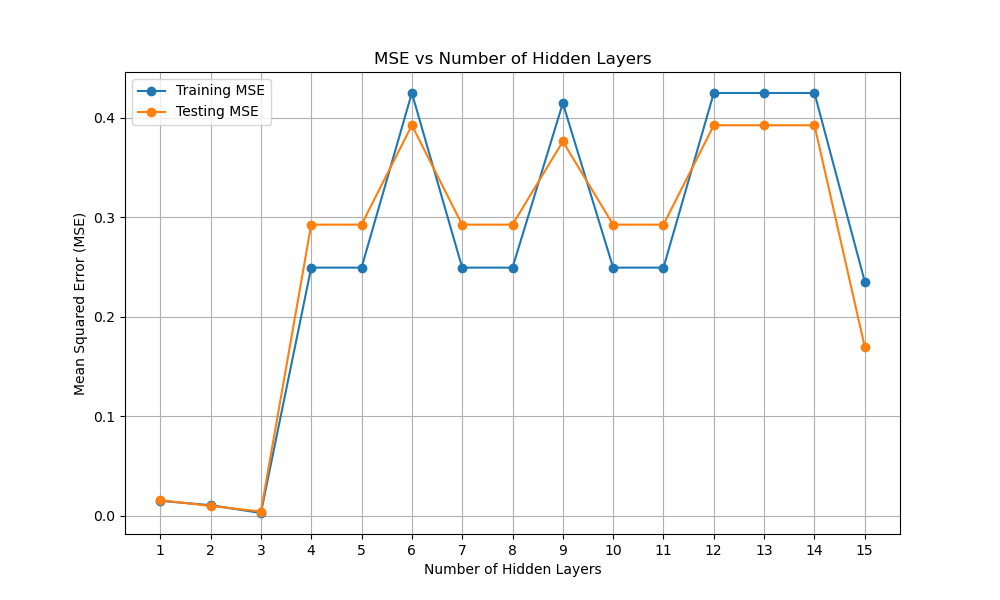 MSE vs Number of Hidden Layers
Training MSE
Testing MSE
Mean Squared Error (MSE)
0.4
0.3
0.2
0.1
0.0
1 2 3 4 5 6 7 8 9 10 11 12 13 14 15
Number of Hidden Layers